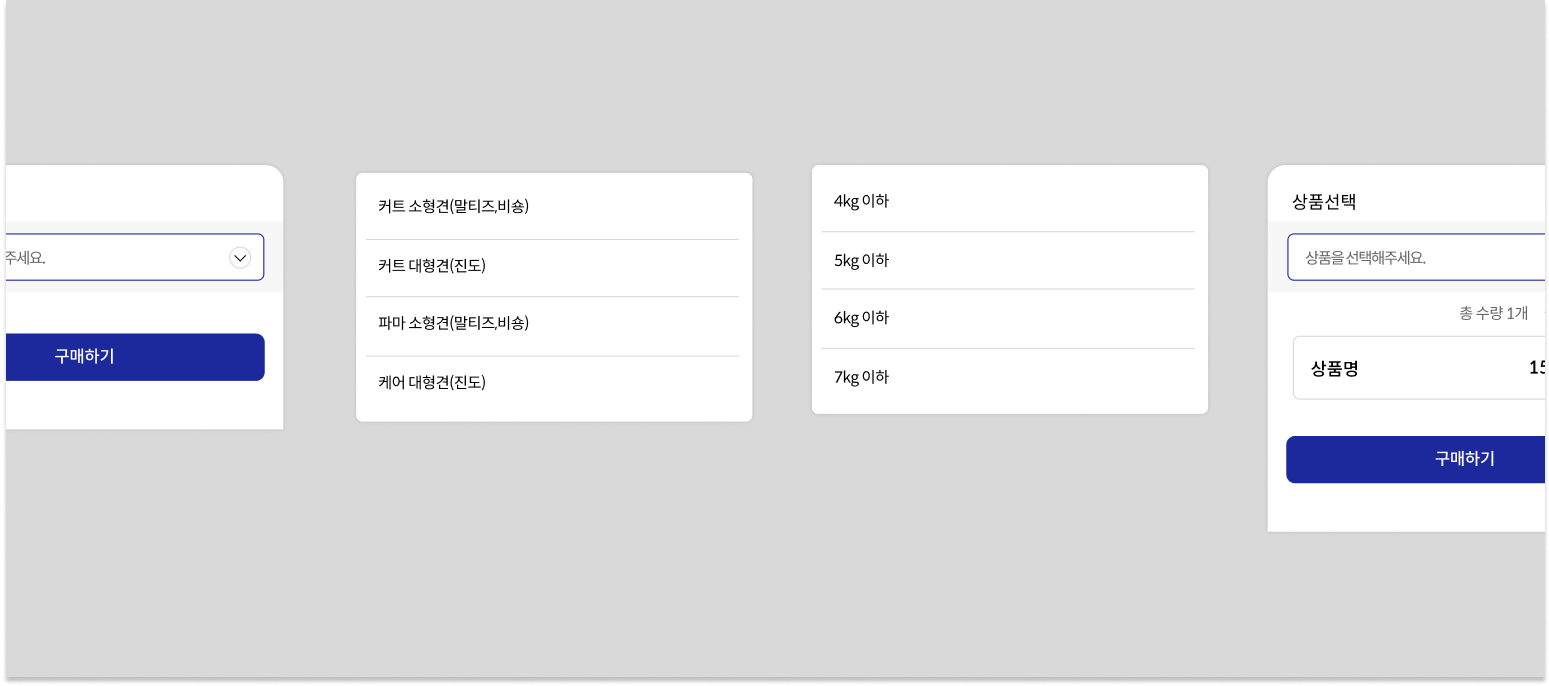 주세요.
구매하기
커트 소형견(말티즈,비숑)
커트 대형견(진도)
파마 소형견(말티즈,비숑)
케어 대형견(진도)
4kg 이하
5kg 이하
6kg 이하
7kg 이하
상품선택
상품을 선택해주세요.
총 수량 1개
상품명
15
구매하기